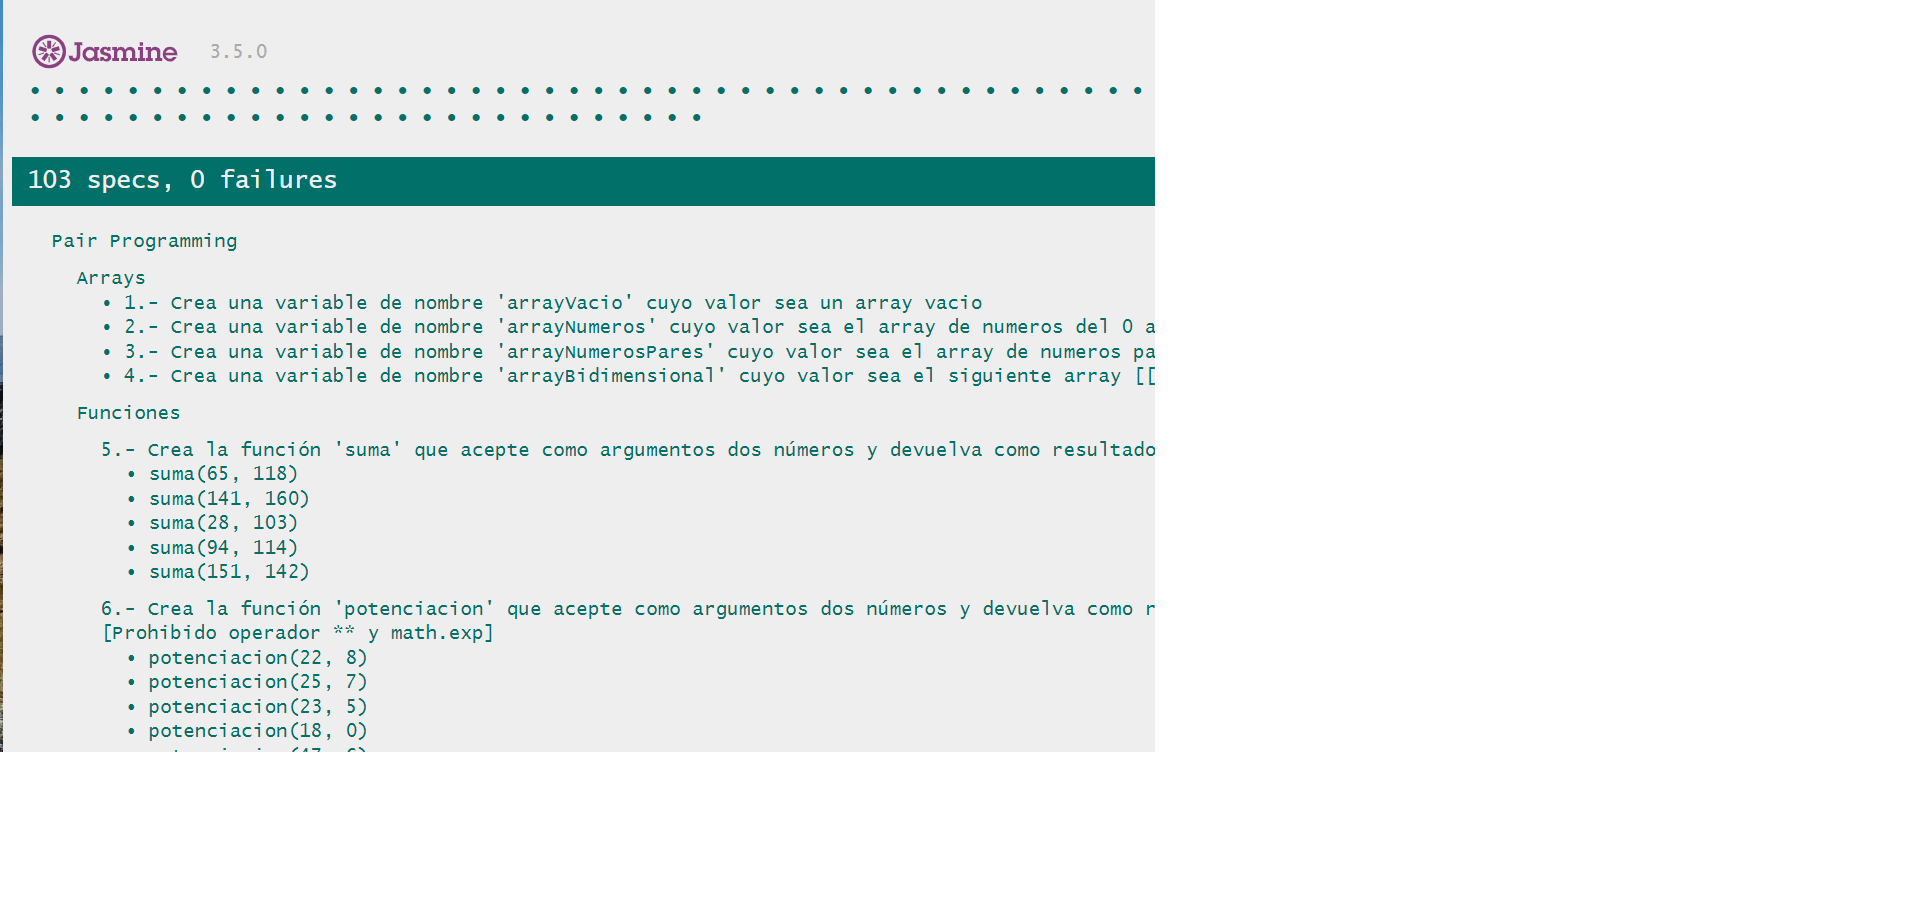 Jasmine 3.5.0
103 specs, 0 failures
Pair Programming
Arrays
• 1.- Crea una variable de nombre 'arrayVacio' cuyo valor sea un array vacio
• 2.- Crea una variable de nombre 'arrayNumeros' cuyo valor sea el array de numeros del 0 a
• 3.- Crea una variable de nombre 'arrayNumerosPares' cuyo valor sea el array de numeros pa
• 4.- Crea una variable de nombre 'arrayBidimensional' cuyo valor sea el siguiente array [[
Funciones
5.- Crea la función 'suma' que acepte como argumentos dos números y devuelva como resultado
• suma(65, 118)
• suma(141, 160)
• suma(28, 103)
• suma(94, 114)
• suma(151, 142)
6.- Crea la función 'potenciacion' que acepte como argumentos dos números y devuelva como r
[Prohibido operador ** y math.exp]
• potenciacion(22, 8)
• potenciacion(25, 7)
• potenciacion(23, 5)
• potenciacion(18, 0)